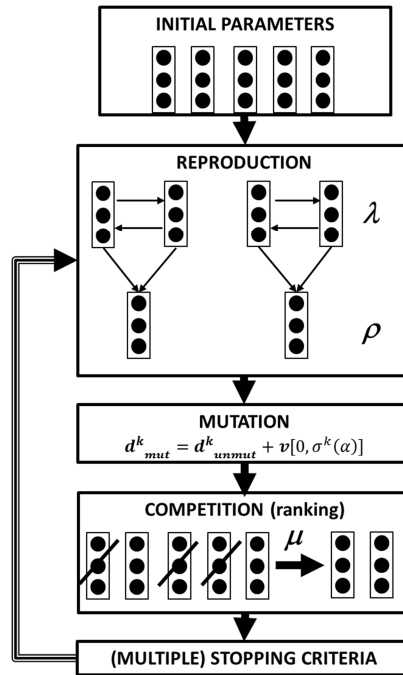 INITIAL PARAMETERS
REPRODUCTION
λ
ρ
MUTATION
d^k_mut = d^k_unmut + v[0, σ^k(α)]
COMPETITION (ranking)
μ
(MULTIPLE) STOPPING CRITERIA